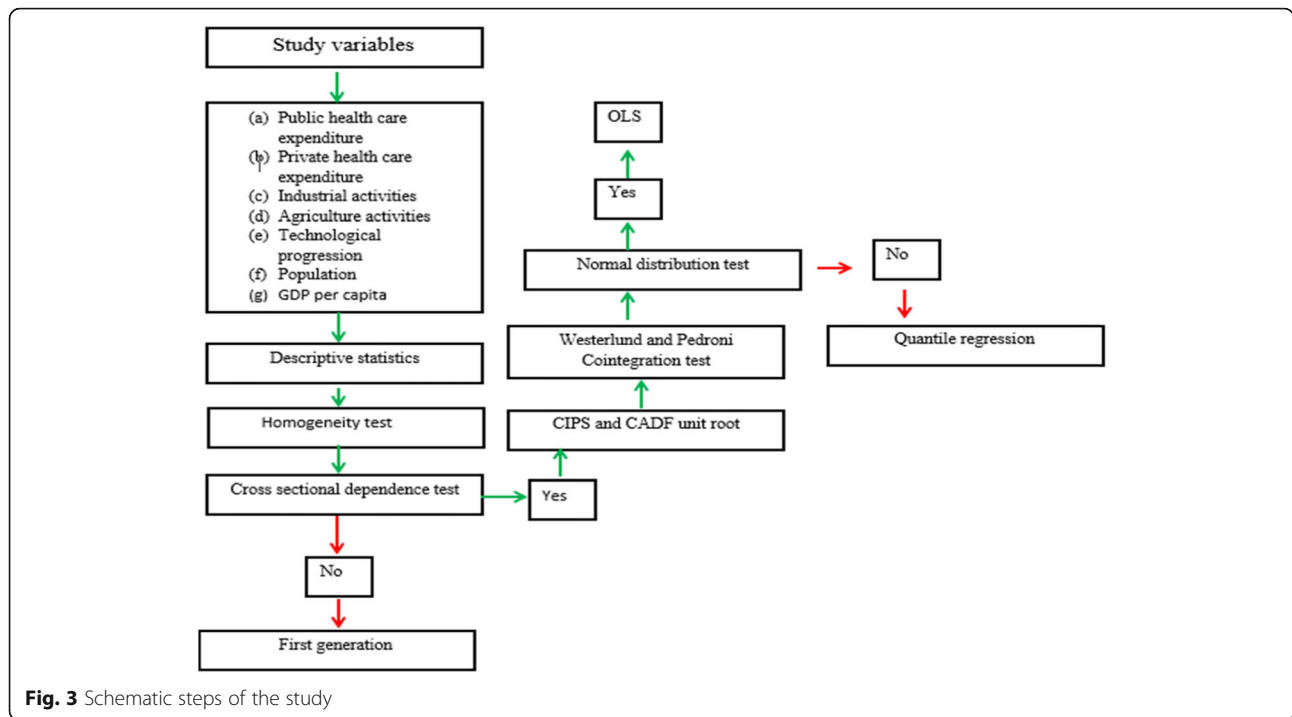 Study variables
(a) Public health care
expenditure
(b) Private health care
expenditure
(c) Industrial activities
(d) Agriculture activities
(e) Technological
progression
(f) Population
(g) GDP per capita
Descriptive statistics
Homogeneity test
Cross sectional dependence test
No
First generation
Yes
CIPS and CADF unit root
Westerlund and Pedroni
Cointegration test
Normal distribution test
Yes
OLS
No
Quantile regression
Fig. 3 Schematic steps of the study